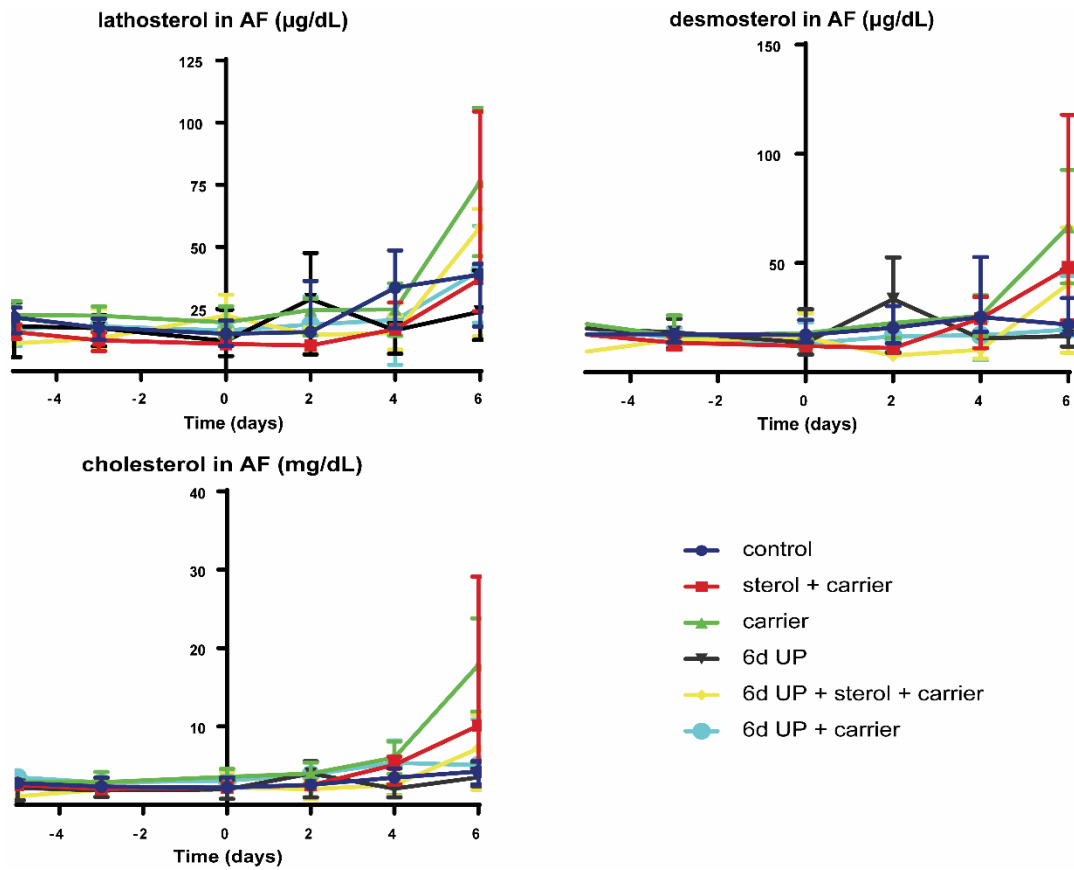 lathosterol in AF (µg/dL)
125
100
75
50
25
-4 -2 0 2 4 6
Time (days)
desmosterol in AF (µg/dL)
150
100
50
-4 -2 0 2 4 6
Time (days)
cholesterol in AF (mg/dL)
40
30
20
10
-4 -2 0 2 4 6
Time (days)
control
sterol + carrier
carrier
6d UP
6d UP + sterol + carrier
6d UP + carrier